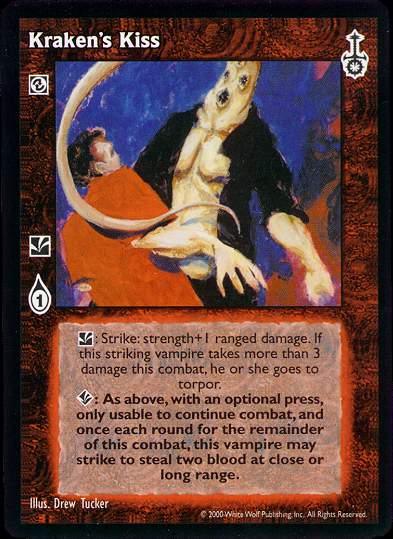 Kraken's Kiss
1
: Strike: strength+1 ranged damage. If
this striking vampire takes more than 3
damage this combat, he or she goes to
torpor.
: As above, with an optional press,
only usable to continue combat, and
once each round for the remainder
of this combat, this vampire may
strike to steal two blood at close or
long range.
Illus. Drew Tucker
© 2000 White Wolf Publishing, Inc. All Rights Reserved.